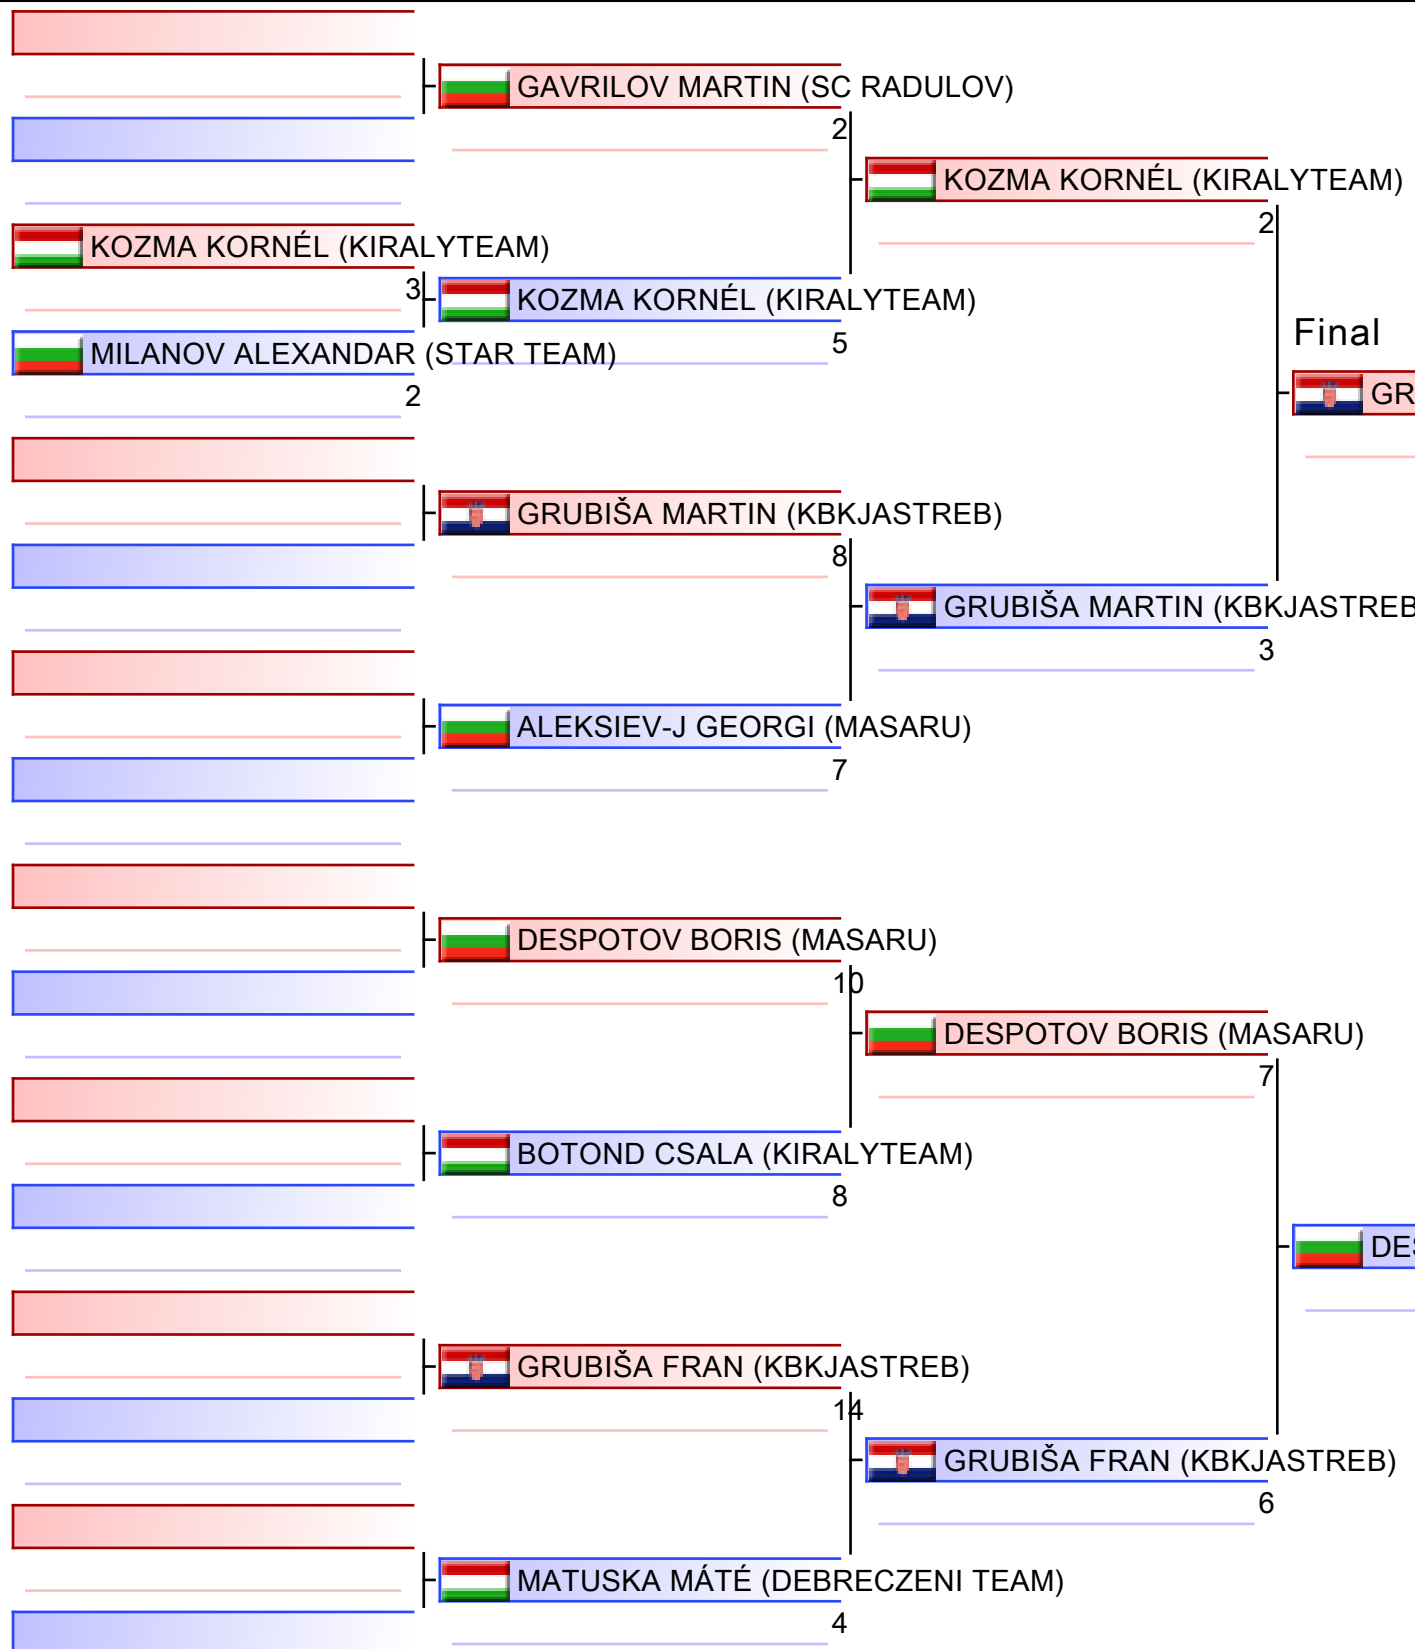 GAVRILOV MARTIN (SC RADULOV)
2
KOZMA KORNÉL (KIRALYTEAM)
2
KOZMA KORNÉL (KIRALYTEAM)
3
KOZMA KORNÉL (KIRALYTEAM)
5
MILANOV ALEXANDAR (STAR TEAM)
2
Final
GR
GRUBIŠA MARTIN (KBKJASTREB)
8
GRUBIŠA MARTIN (KBKJASTREB
3
ALEKSIEV-J GEORGI (MASARU)
7
DESPOTOV BORIS (MASARU)
10
DESPOTOV BORIS (MASARU)
7
BOTOND CSALA (KIRALYTEAM)
8
DES
GRUBIŠA FRAN (KBKJASTREB)
14
GRUBIŠA FRAN (KBKJASTREB)
6
MATUSKA MÁTÉ (DEBRECZENI TEAM)
4